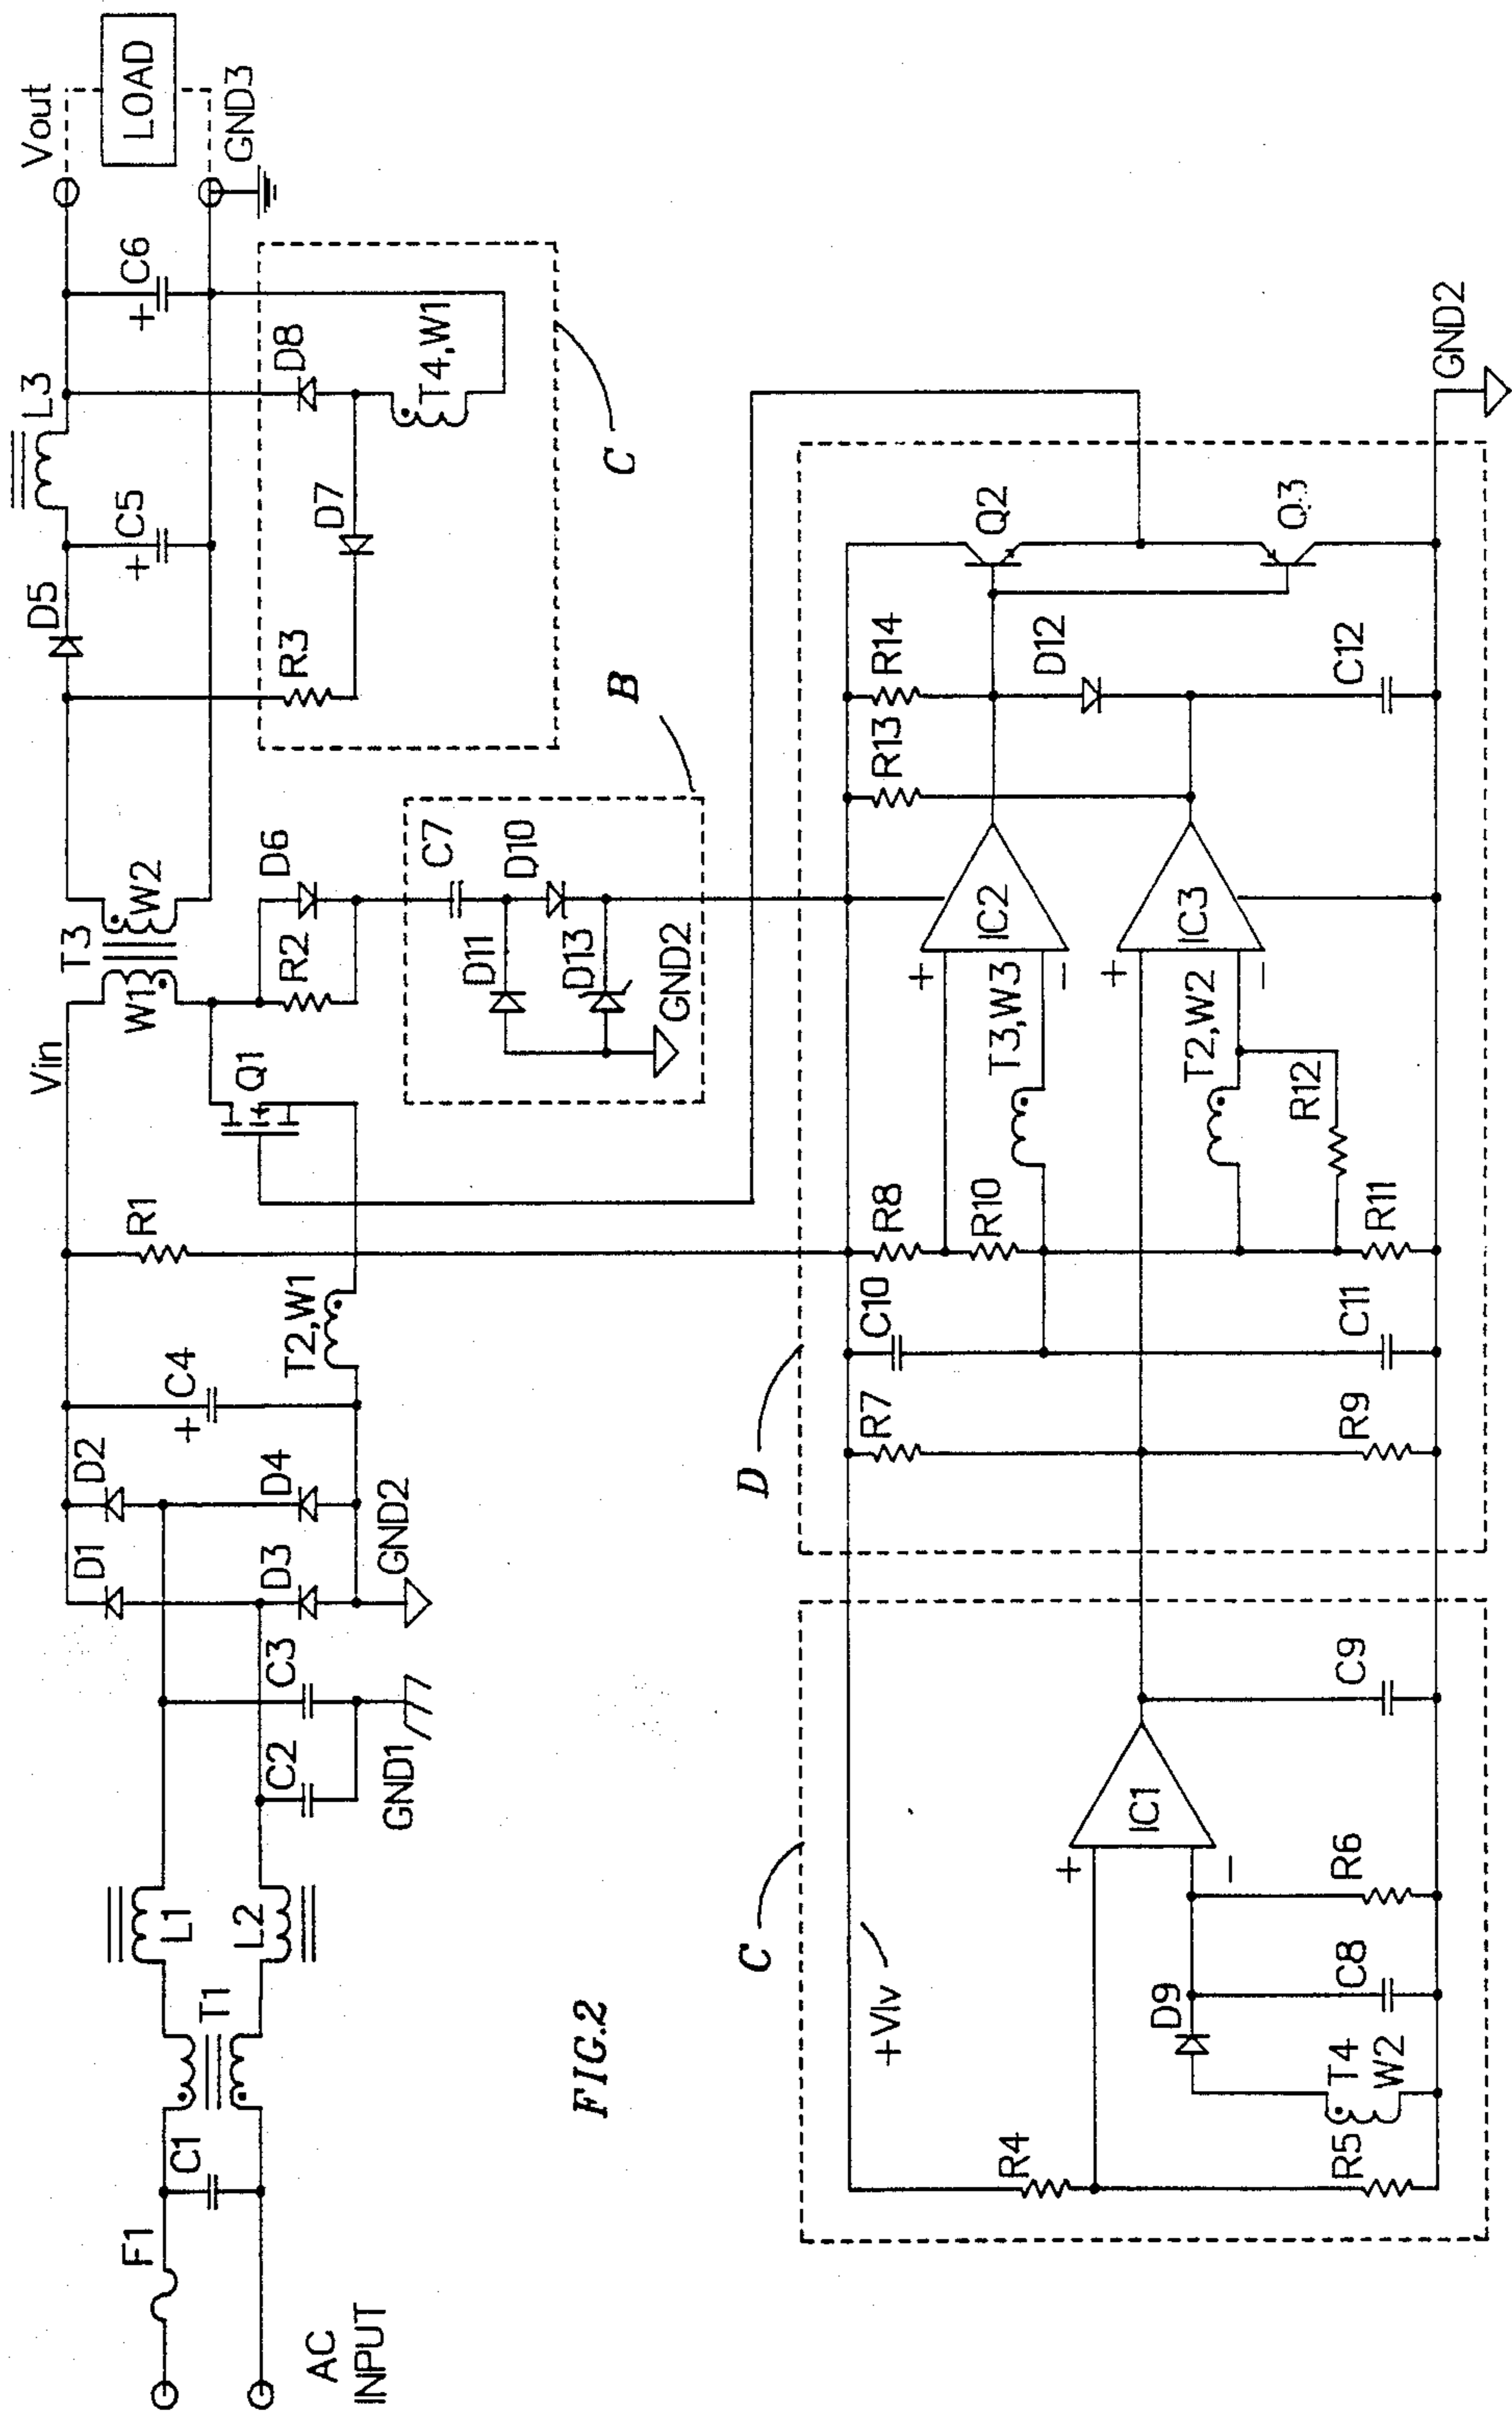 Vout
LOAD
GND3
L3
C6
+
C5
+
D5
D8
T4,W1
D7
R3
C
T3
W2
W1
Vin
D6
R2
B
C7
D10
D11
D13
GND2
Q1
R1
T2,W1
C4
+
D2
D4
D1
D3
GND2
C3
C2
GND1
L1
L2
T1
C1
F1
AC
INPUT
FIG.2
GND2
Q2
Q3
R14
D12
C12
R13
IC2
+
-
T3,W3
IC3
+
-
T2,W2
R12
R8
R10
R11
C10
C11
R7
R9
D
C
+Vlv
C9
IC1
+
-
R6
C8
D9
T4
W2
R4
R5